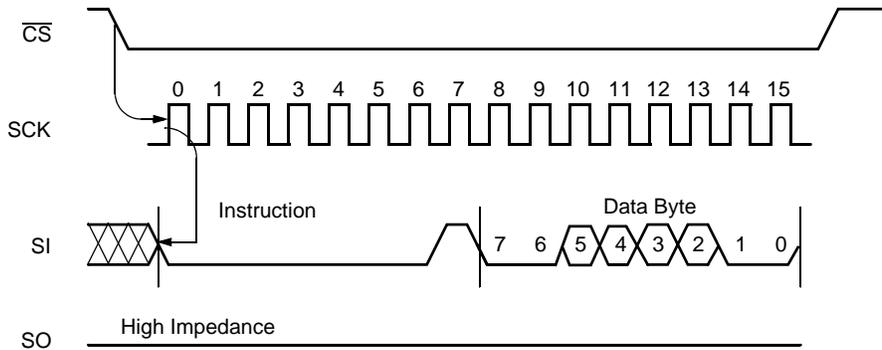 C̅S̅
0 1 2 3 4 5 6 7 8 9 10 11 12 13 14 15
SCK
Instruction
Data Byte
SI
7 6 5 4 3 2 1 0
High Impedance
SO